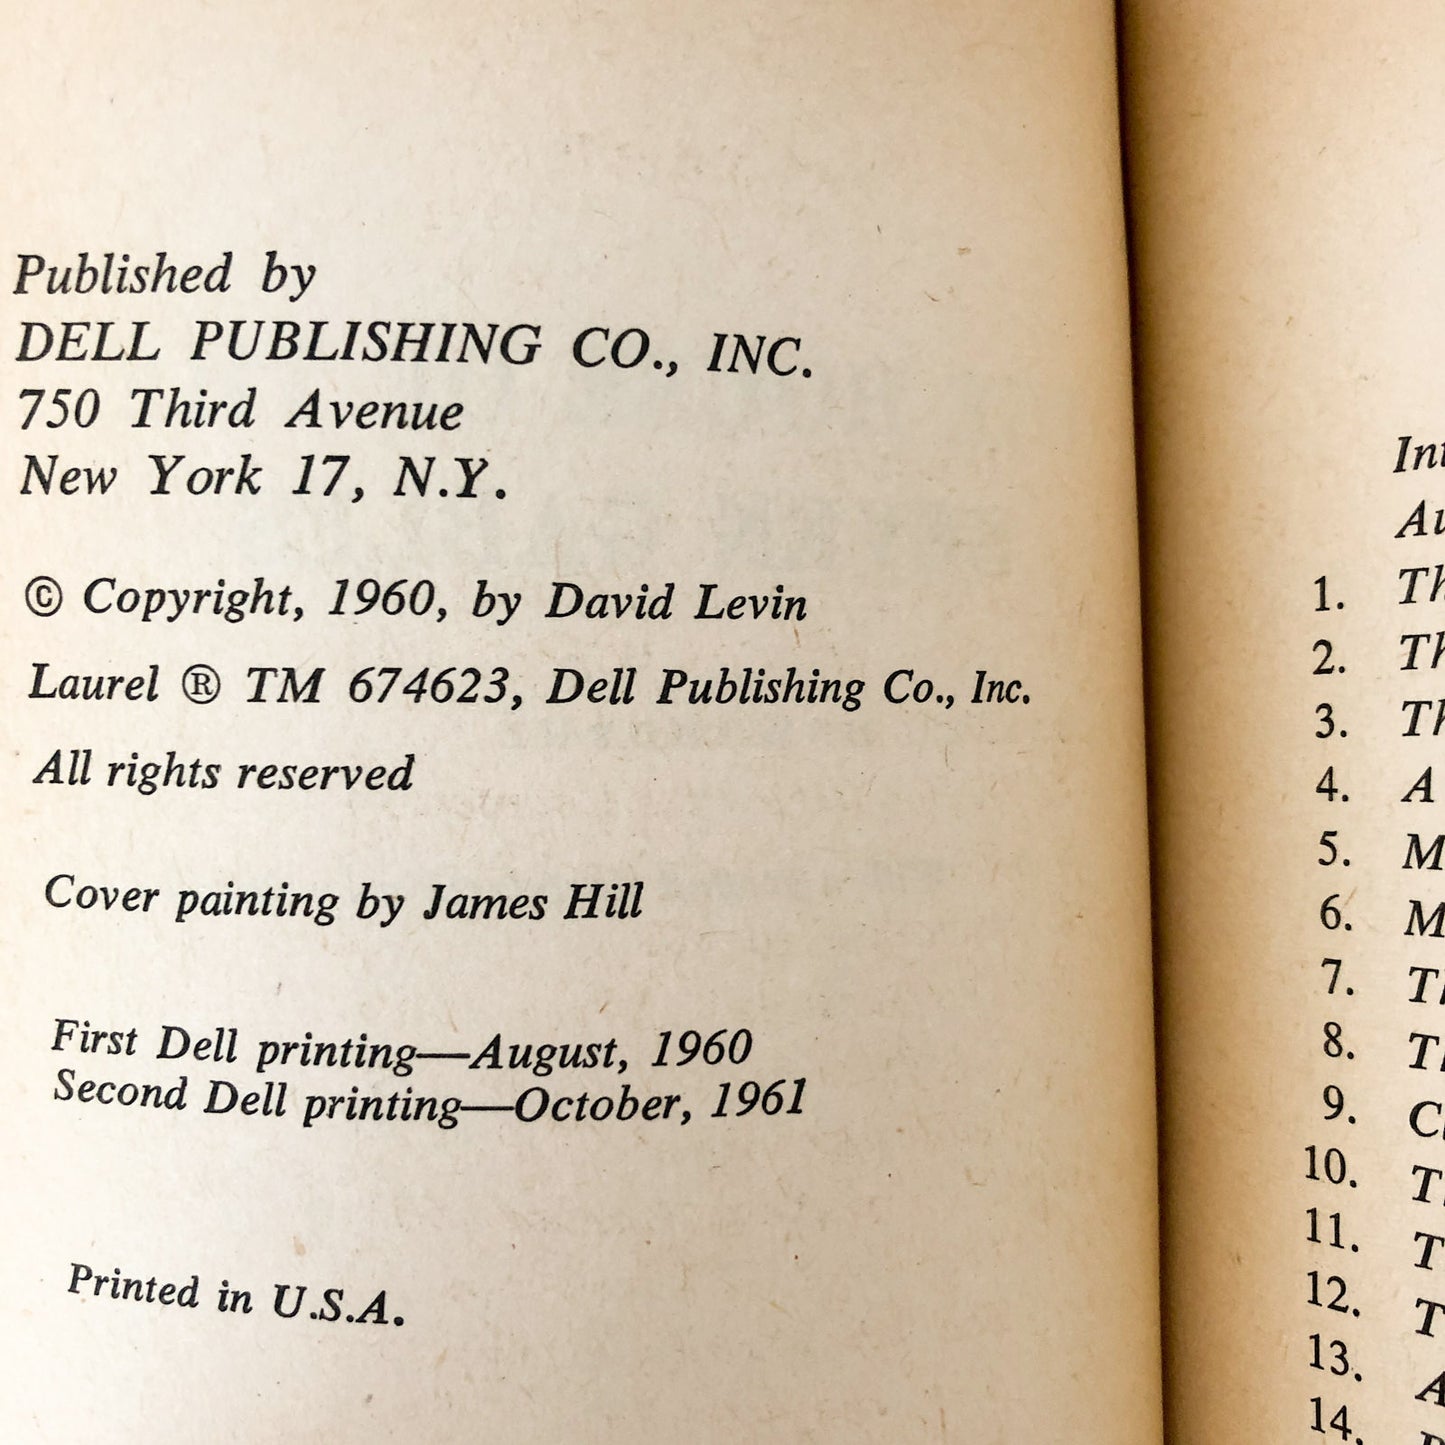 Published by
DELL PUBLISHING CO., INC.
750 Third Avenue
New York 17, N.Y.
© Copyright, 1960, by David Levin
Laurel ® TM 674623, Dell Publishing Co., Inc.
All rights reserved
Cover painting by James Hill
First Dell printing—August, 1960
Second Dell printing—October, 1961
Printed in U.S.A.
1.
2.
3.
4. A
5.
6.
7.
8.
9.
10.
11.
12.
13.
14.